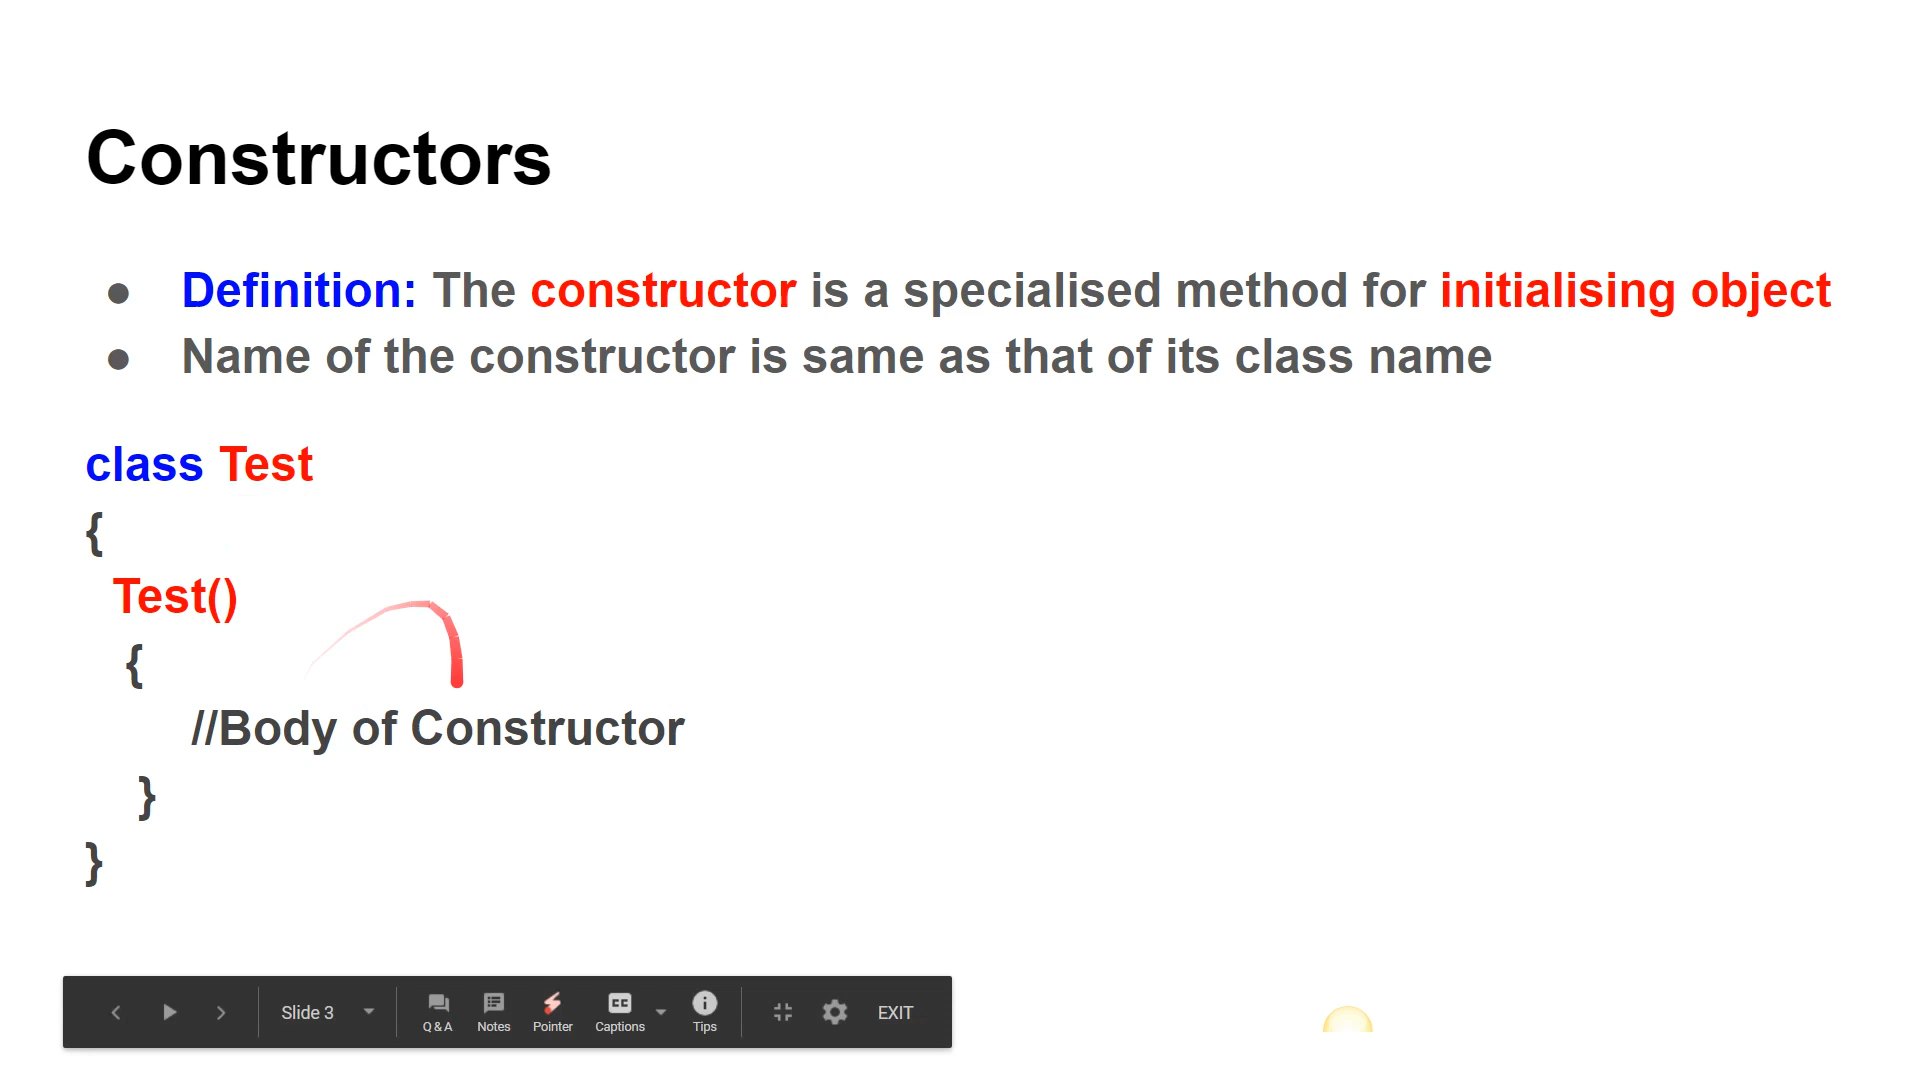 Constructors
● Definition: The constructor is a specialised method for initialising object
● Name of the constructor is same as that of its class name
class Test
{
Test()
{
//Body of Constructor
}
}
Slide 3 Q & A Notes Pointer CC Captions Tips EXIT